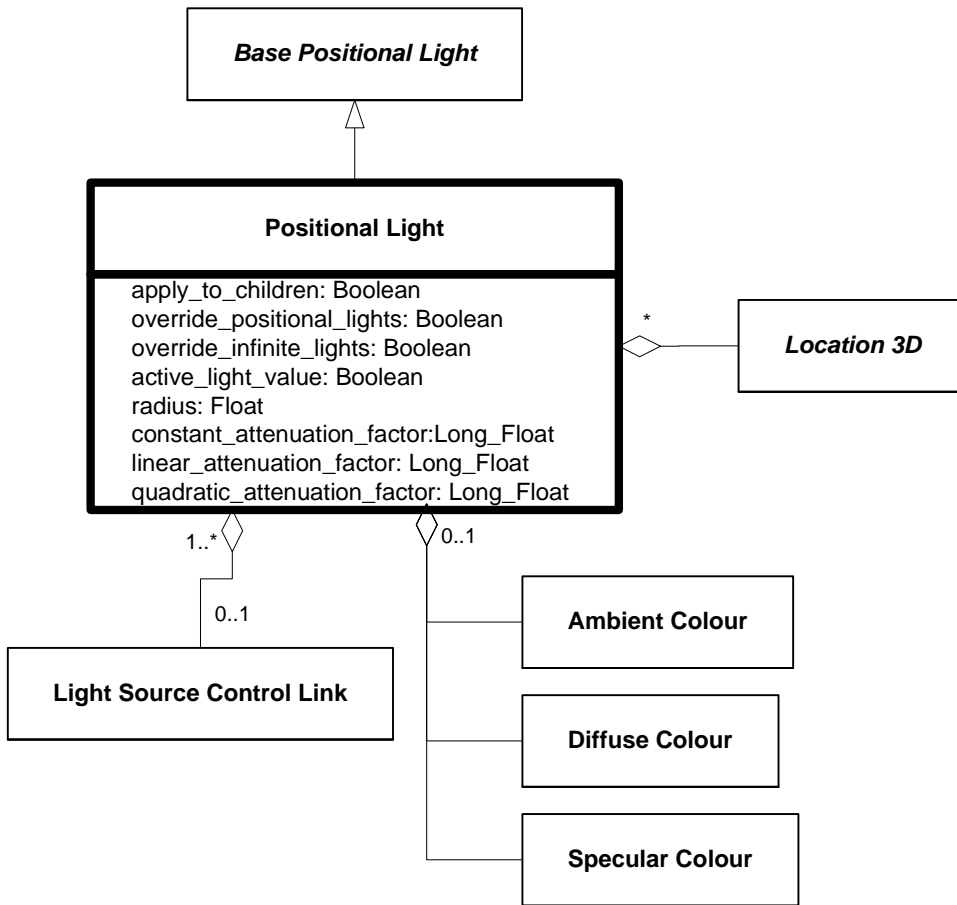 Base Positional Light
Positional Light
apply_to_children: Boolean
override_positional_lights: Boolean
override_infinite_lights: Boolean
active_light_value: Boolean
radius: Float
constant_attenuation_factor:Long_Float
linear_attenuation_factor: Long_Float
quadratic_attenuation_factor: Long_Float
*
Location 3D
1..*
0..1
0..1
Light Source Control Link
Ambient Colour
Diffuse Colour
Specular Colour